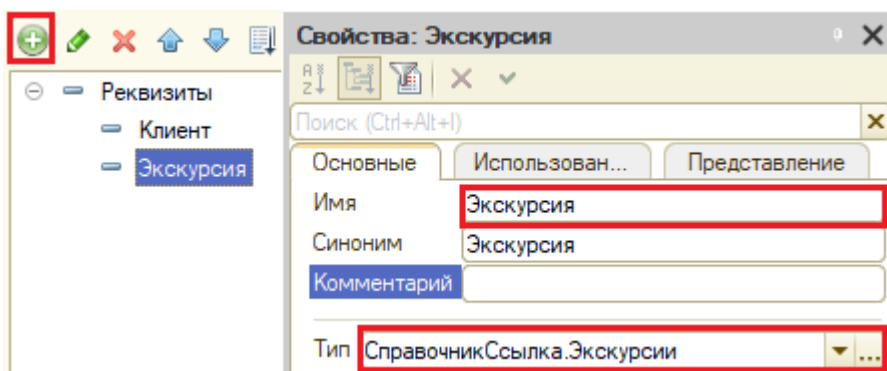 Свойства: Экскурсия
Реквизиты
Клиент
Экскурсия
Поиск (Ctrl+Alt+I)
Основные Использован... Представление
Имя Экскурсия
Синоним Экскурсия
Комментарий
Тип СправочникСсылка.Экскурсии ...